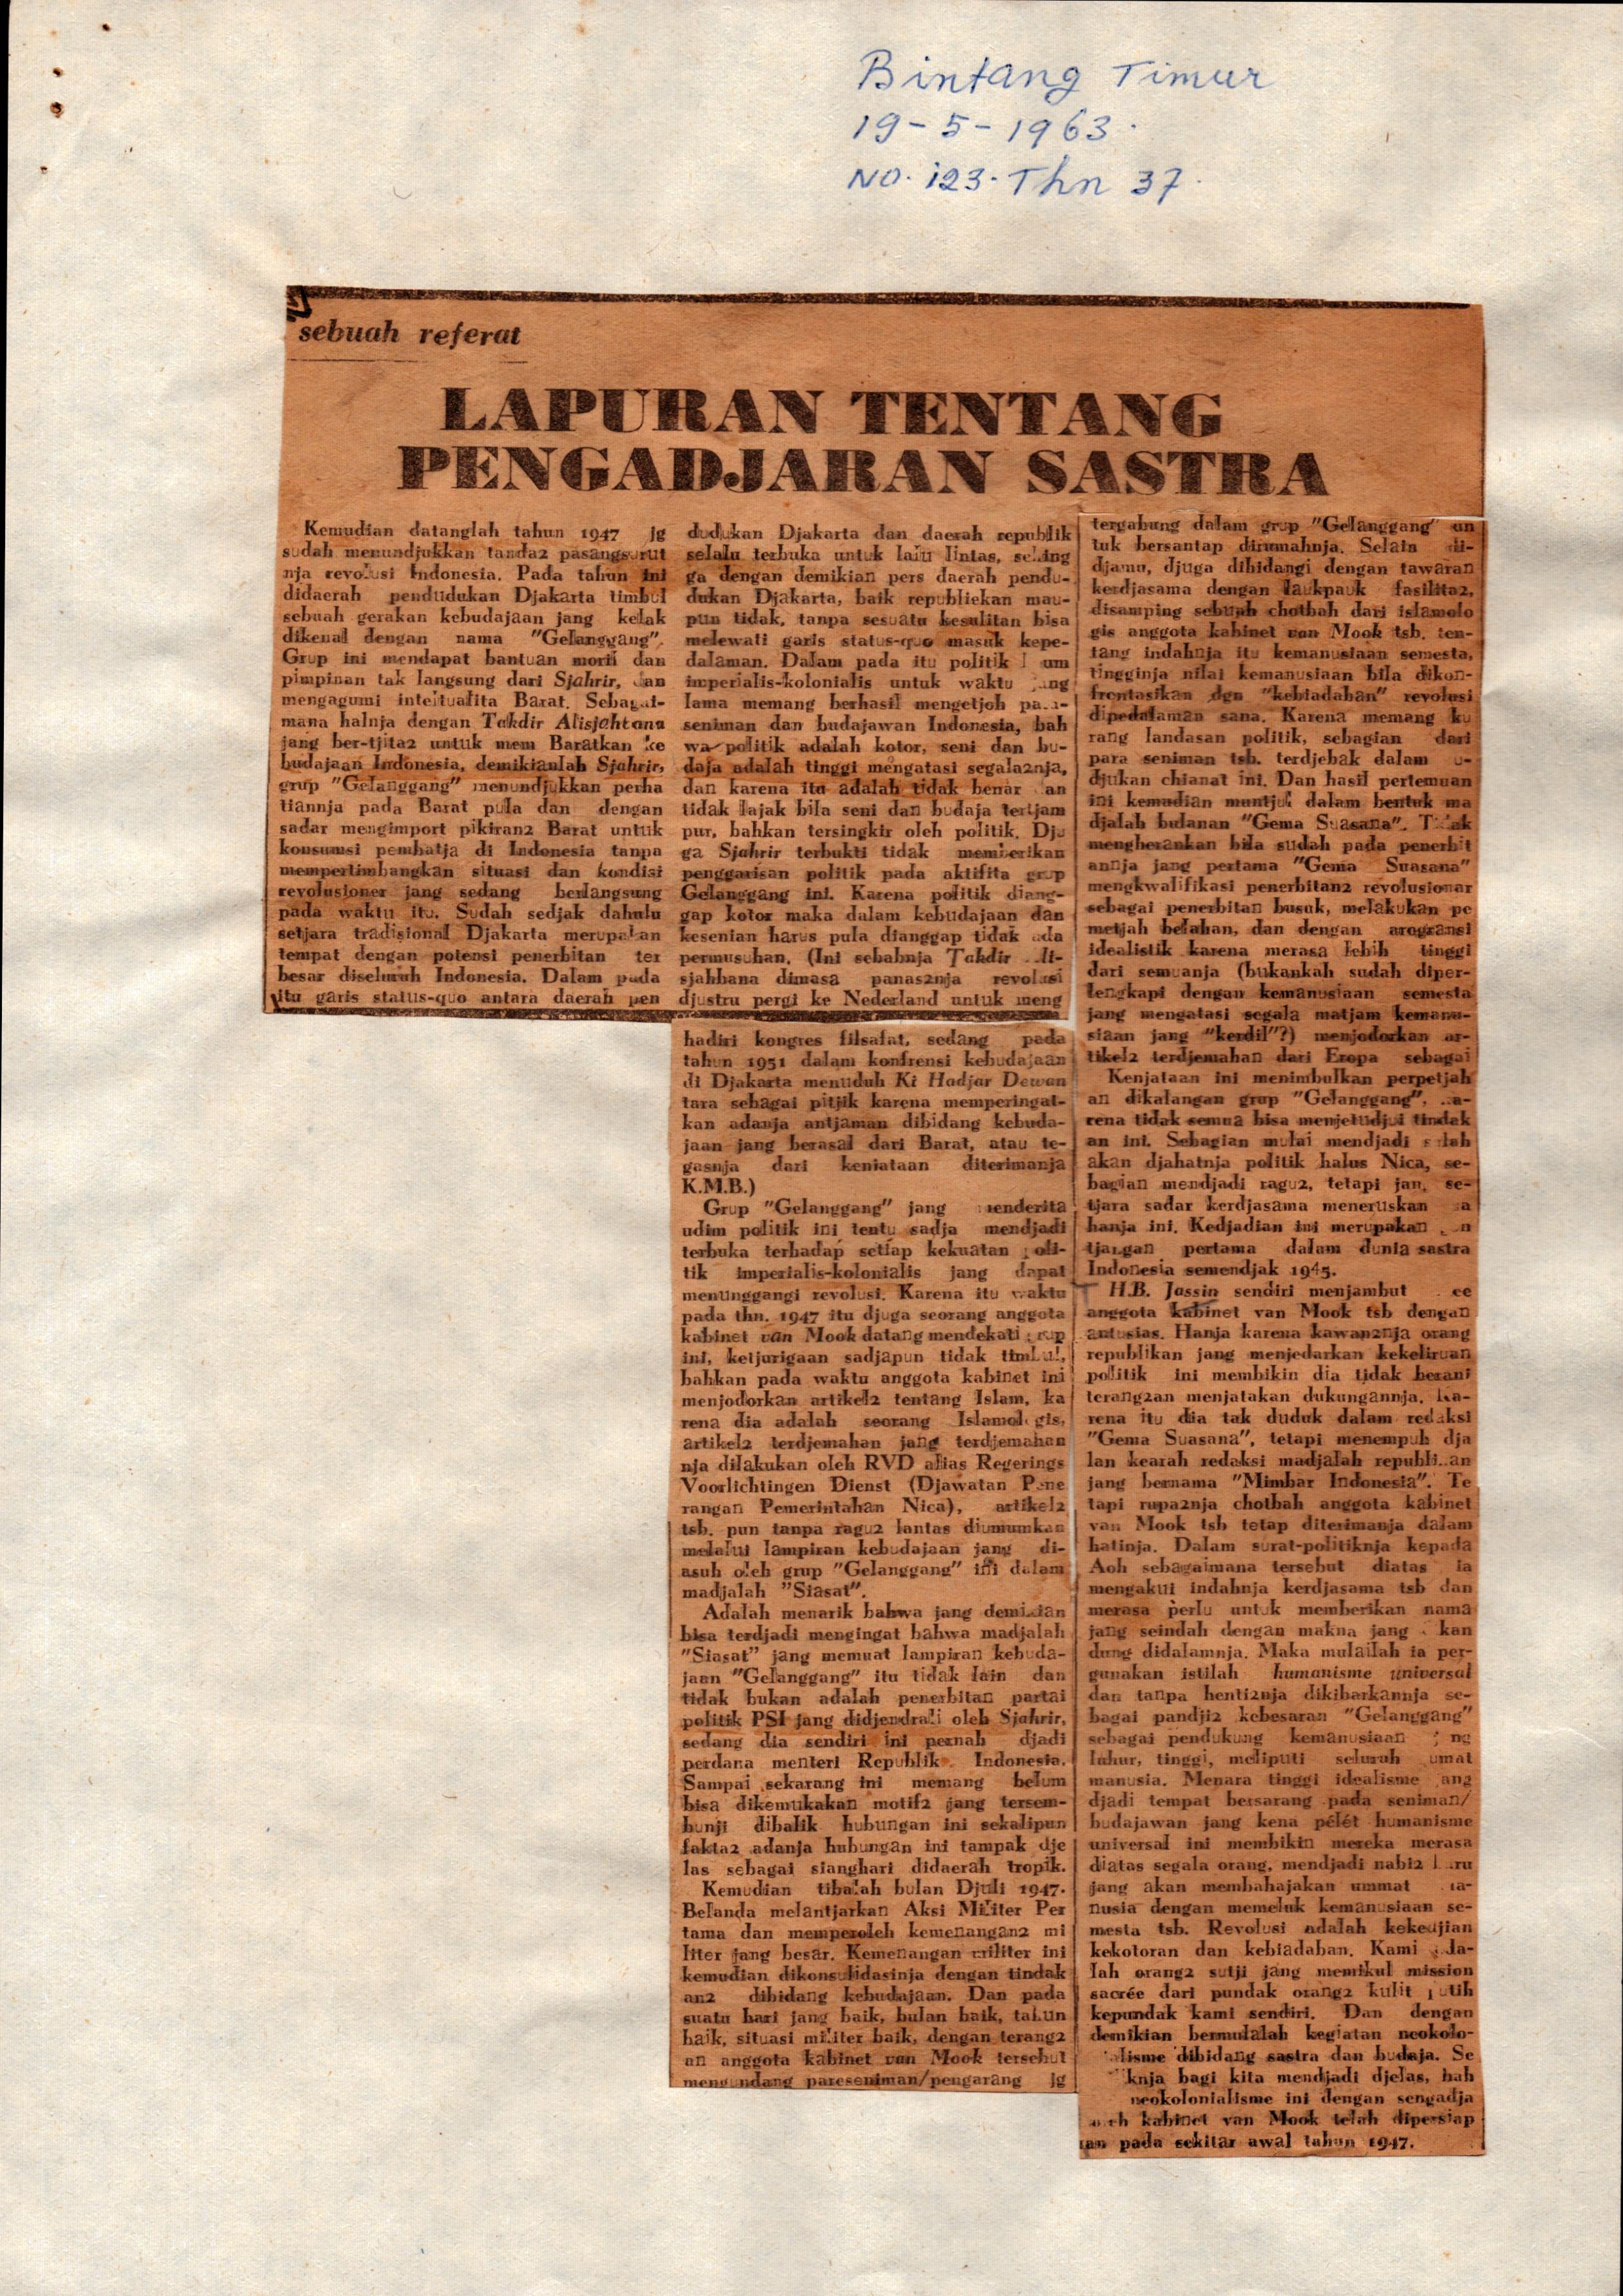 Bintang Timur
19-5-1963.
No. 123. Thn 37.
sebuah referat
LAPURAN TENTANG
PENGADJARAN SASTRA
Kemudian datanglah tahun 1947 jg
sudah menundjukkan tanda2 pasangsurut
nja revolusi Indonesia. Pada tahun ini
didaerah pendudukan Djakarta timbul
sebuah gerakan kebudajaan jang kelak
dikenal dengan nama "Gelanggang".
Grup ini mendapat bantuan moril dan
pimpinan tak langsung dari Sjahrir, dan
mengagumi
Barat. Sebagai-
mana halnja dengan Takdir Alisjahbana
jang ber-tjita2 untuk mem Baratkan ke
budajaan Indonesia, demikianlah Sjahrir,
grup "Gelanggang" menundjukkan perha
tiannja pada Barat pula dan dengan
sadar mengimport pikiran2 Barat untuk
konsumsi pembatja di Indonesia tanpa
mempertimbangkan situasi dan kondisi
revolusioner jang sedang berlangsung
pada waktu itu. Sudah sedjak dahulu
setjara tradisional Djakarta merupakan
tempat dengan potensi penerbitan ter
besar diseluruh Indonesia. Dalam pada
itu garis status-quo antara daerah pen
dudukan Djakarta dan daerah republik
selalu terbuka untuk lalu lintas, sehing
ga dengan demikian pers daerah pendu-
dukan Djakarta, baik republiekan mau-
pun tidak, tanpa sesuatu kesulitan bisa
melewati garis status-quo masuk kepe-
dalaman. Dalam pada itu politik um
imperialis-kolonialis untuk waktu jang
lama memang berhasil mengetjoh para-
seniman dan budajawan Indonesia, bah
wa politik adalah kotor, seni dan bu-
daja adalah tinggi mengatasi segala2nja,
dan karena itu adalah tidak benar dan
tidak lajak bila seni dan budaja tertjam
pur, bahkan tersingkir oleh politik. Dju
ga Sjahrir terbukti tidak memberikan
penggarisan politik pada aktifita grup
Gelanggang ini. Karena politik diang-
gap kotor maka dalam kebudajaan dan
kesenian harus pula dianggap tidak ada
permusuhan. (Ini sebabnja Takdir Ali-
sjahbana dimasa panas2nja revolusi
djustru pergi ke Nederland untuk meng
hadiri kongres filsafat, sedang pada
tahun 1951 dalam konfrensi kebudajaan
di Djakarta menuduh Ki Hadjar Dewan
tara sebagai pitjik karena memperingat-
kan adanja antjaman dibidang kebuda-
jaan jang berasal dari Barat, atau te-
gasnja dari keniataan diterimanja
K.M.B.)
Grup "Gelanggang" jang menderita
udim politik ini tentu sadja mendjadi
terbuka terhadap setiap kekuatan poli-
tik imperialis-kolonialis jang dapat
menunggangi revolusi. Karena itu waktu
pada thn. 1947 itu djuga seorang anggota
kabinet van Mook datang mendekati grup
ini, ketjurigaan sadjapun tidak timbul,
bahkan pada waktu anggota kabinet ini
menjodorkan artikel2 tentang Islam, ka
rena dia adalah seorang Islamologis,
artikel2 terdjemahan jang terdjemahan
nja dilakukan oleh RVD alias Regerings
Voorlichtingen Dienst (Djawatan Pene
rangan Pemerintahan Nica), artikel2
tsb. pun tanpa ragu2 lantas diumumkan
melalui lampiran kebudajaan jang di-
asuh oleh grup "Gelanggang" ini dalam
madjalah "Siasat".
Adalah menarik bahwa jang demikian
bisa terdjadi mengingat bahwa madjalah
"Siasat" jang memuat lampiran kebuda-
jaan "Gelanggang" itu tidak lain dan
tidak bukan adalah penerbitan partai
politik PSI jang didjendrali oleh Sjahrir,
sedang dia sendiri ini pernah djadi
perdana menteri Republik Indonesia.
Sampai sekarang ini memang belum
bisa dikemukakan motif2 jang tersem-
bunji dibalik hubungan ini sekalipun
fakta2 adanja hubungan ini tampak dje
las sebagai sianghari didaerah tropik.
Kemudian tibalah bulan Djuli 1947.
Belanda melantjarkan Aksi Militer Per
tama dan memperoleh kemenangan2 mi
liter jang besar. Kemenangan militer ini
kemudian dikonsulidasinja dengan tindak
an2 dibidang kebudajaan. Dan pada
suatu hari jang baik, bulan baik, tahun
baik, situasi militer baik, dengan terang2
an anggota kabinet van Mook tersebut
mengundang pareseniman/pengarang jg
tergabung dalam grup "Gelanggang" un
tuk bersantap dirumahnja. Selain di-
djamu, djuga dihidangi dengan tawaran
kerdjasama dengan laukpauk fasilita2,
disamping sebuah chotbah dari islamolo
gis anggota kabinet van Mook tsb. ten-
tang indahnja itu kemanusiaan semesta,
tingginja nilai kemanusiaan bila dikon-
frontasikan dgn "kebiadaban" revolusi
dipedalaman sana. Karena memang ku
rang landasan politik, sebagian dari
para seniman tsb. terdjebak dalam bu-
djukan chianat ini. Dan hasil pertemuan
ini kemudian muntjul dalam bentuk ma
djalah bulanan "Gema Suasana". Tidak
mengherankan bila sudah pada penerbit
annja jang pertama "Gema Suasana"
mengkwalifikasi penerbitan2 revolusionar
sebagai penerbitan busuk, melakukan pe
metjah belahan, dan dengan arogransi
idealistik karena merasa lebih tinggi
dari semuanja (bukankah sudah diper-
lengkapi dengan kemanusiaan semesta
jang mengatasi segala matjam kemanu-
siaan jang "kerdil"?) menjodorkan ar-
tikel2 terdjemahan dari Eropa sebagai
Kenjataan ini menimbulkan perpetjah
an dikalangan grup "Gelanggang", ka-
rena tidak semua bisa menjetudjui tindak
an ini. Sebagian mulai mendjadi
akan djahatnja politik halus Nica, se-
bagian mendjadi ragu2, tetapi jang se-
tjara sadar kerdjasama meneruskan
hanja ini. Kedjadian ini merupakan
pertama dalam dunia sastra
Indonesia semendjak 1945.
H.B. Jassin sendiri menjambut
anggota kabinet van Mook tsb dengan
antusias. Hanja karena kawan2nja orang
republikan jang menjedarkan kekeliruan
politik ini membikin dia tidak berani
terang2an menjatakan dukungannja. Ka-
rena itu dia tak duduk dalam redaksi
"Gema Suasana", tetapi menempuh dja
lan kearah redaksi madjalah republikan
jang bernama "Mimbar Indonesia". Te
tapi rupa2nja chotbah anggota kabinet
van Mook tsb tetap diterimanja dalam
hatinja. Dalam surat-politiknja kepada
Aoh sebagaimana tersebut diatas ia
mengakui indahnja kerdjasama tsb dan
merasa perlu untuk memberikan nama
jang seindah dengan makna jang kan
dung didalamnja. Maka mulailah ia per-
gunakan istilah humanisme universal
dan tanpa henti2nja dikibarkannja se-
bagai pandji2 kebesaran "Gelanggang"
sebagai pendukung kemanusiaan jang
luhur, tinggi, meliputi seluruh umat
manusia. Menara tinggi idealisme jang
djadi tempat bersarang pada seniman/
budajawan jang kena pélét humanisme
universal ini membikin mereka merasa
diatas segala orang, mendjadi nabi2 baru
jang akan membahajakan ummat ma-
nusia dengan memeluk kemanusiaan se-
mesta tsb. Revolusi adalah kekedjian
kekotoran dan kebiadaban. Kami ada-
lah orang2 sutji jang memikul mission
sacrée dari pundak orang2 kulit putih
kepundak kami sendiri. Dan dengan
demikian bermulalah kegiatan neokolo-
lisme dibidang sastra dan budaja. Se
knja bagi kita mendjadi djelas, bah
neokolonialisme ini dengan sengadja
oleh kabinet van Mook telah dipersiap
kan pada sekitar awal tahun 1947.